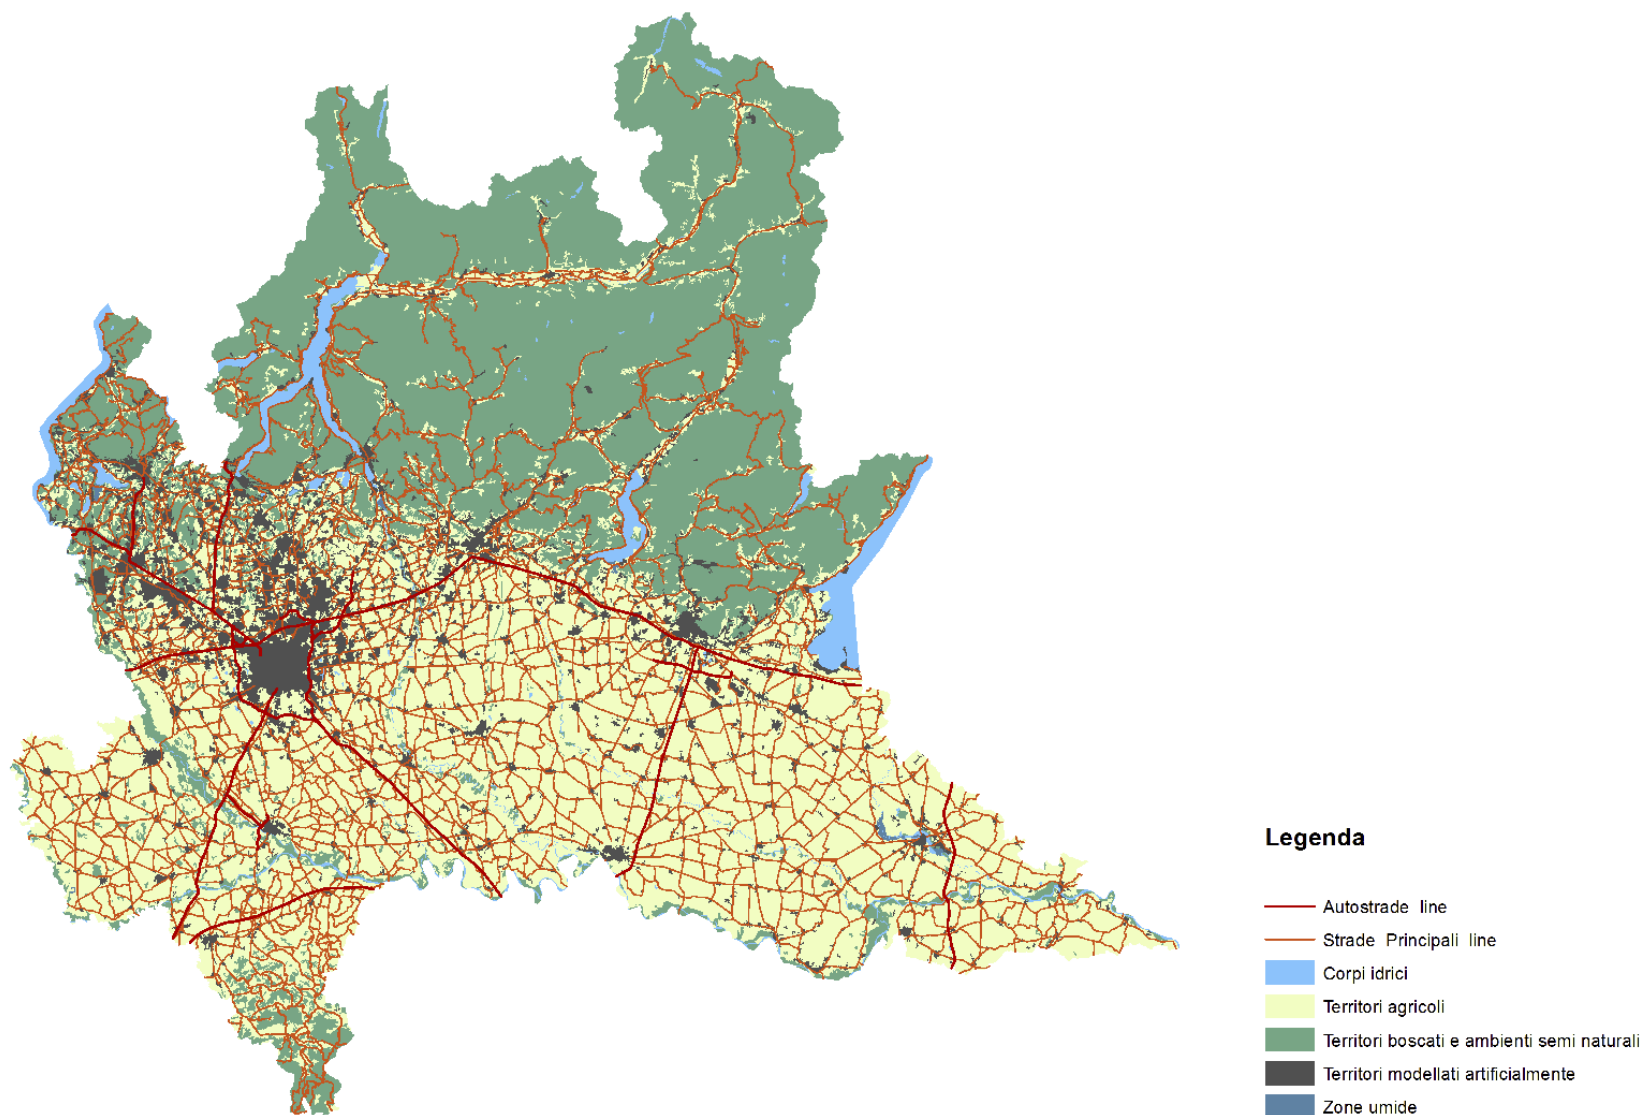 Legenda
Autostrade line
Strade Principali line
Corpi idrici
Territori agricoli
Territori boscati e ambienti semi naturali
Territori modellati artificialmente
Zone umide